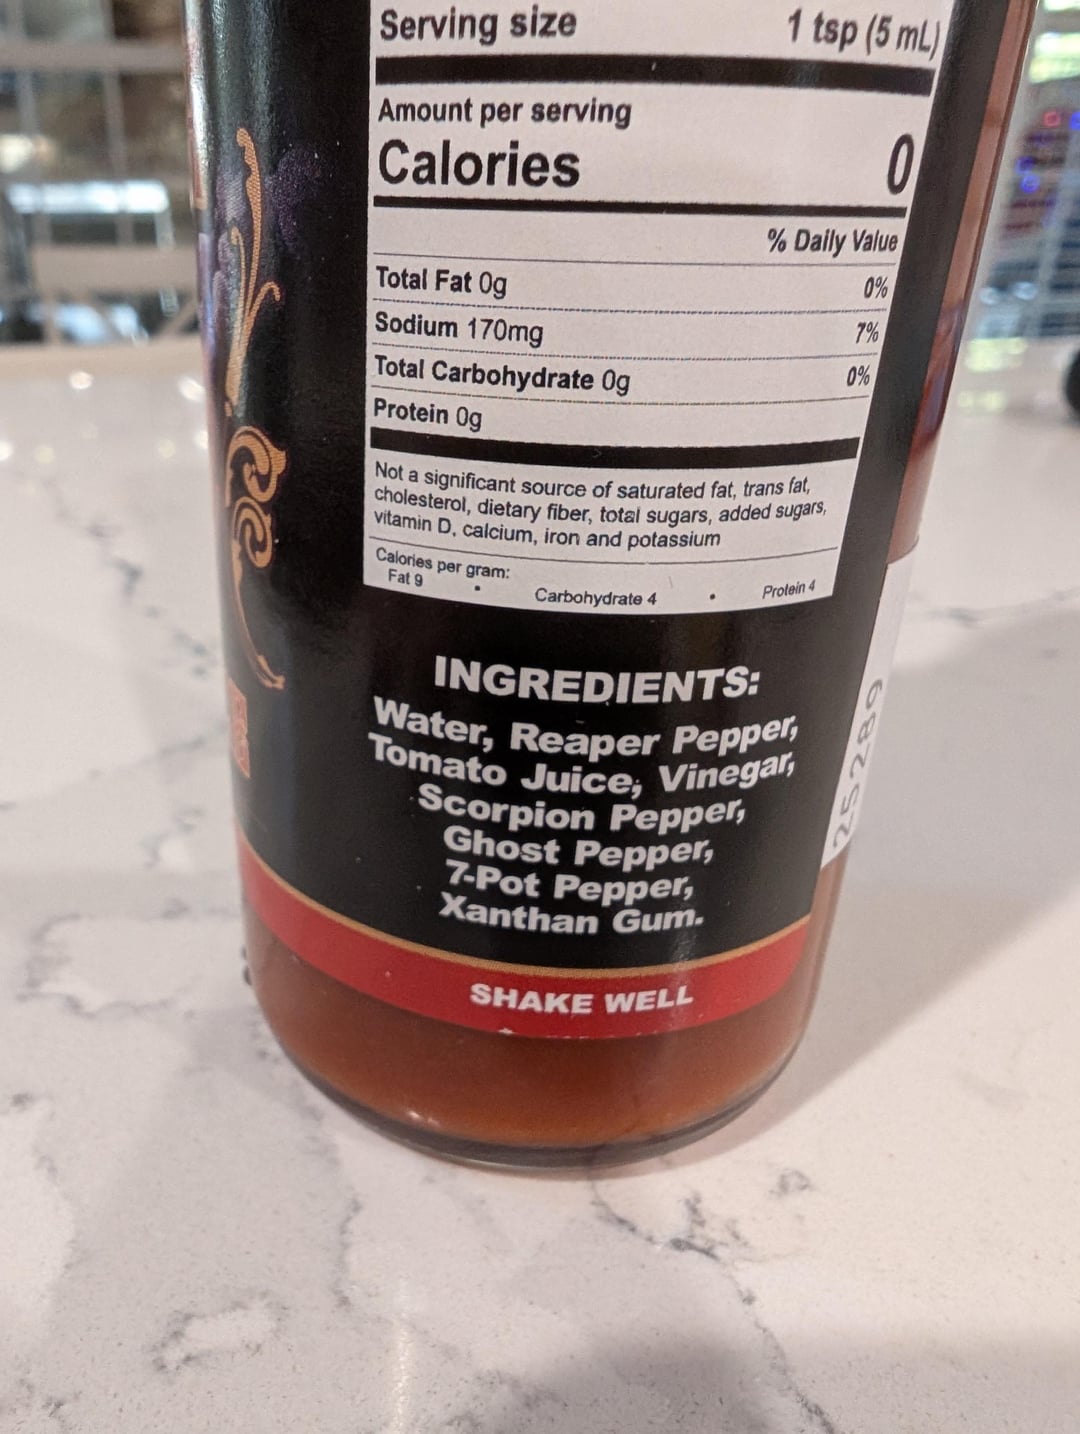 Serving size 1 tsp (5 mL)
Amount per serving
Calories 0
% Daily Value
Total Fat 0g 0%
Sodium 170mg 7%
Total Carbohydrate 0g 0%
Protein 0g
Not a significant source of saturated fat, trans fat,
cholesterol, dietary fiber, total sugars, added sugars,
vitamin D, calcium, iron and potassium
Calories per gram:
Fat 9 • Carbohydrate 4 • Protein 4
INGREDIENTS:
Water, Reaper Pepper,
Tomato Juice, Vinegar,
Scorpion Pepper,
Ghost Pepper,
7-Pot Pepper,
Xanthan Gum.
SHAKE WELL
25289